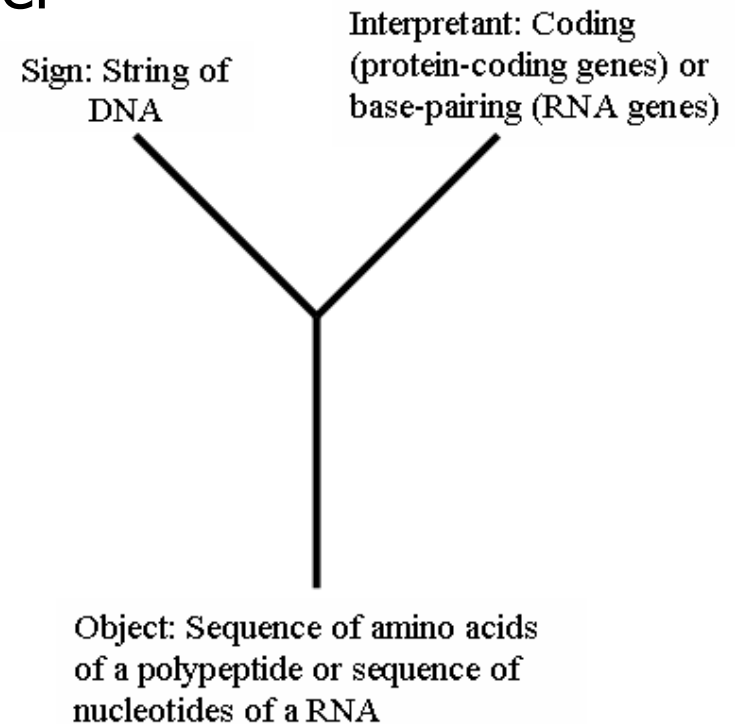 Sign: String of
DNA
Interpretant: Coding
(protein-coding genes) or
base-pairing (RNA genes)
Object: Sequence of amino acids
of a polypeptide or sequence of
nucleotides of a RNA